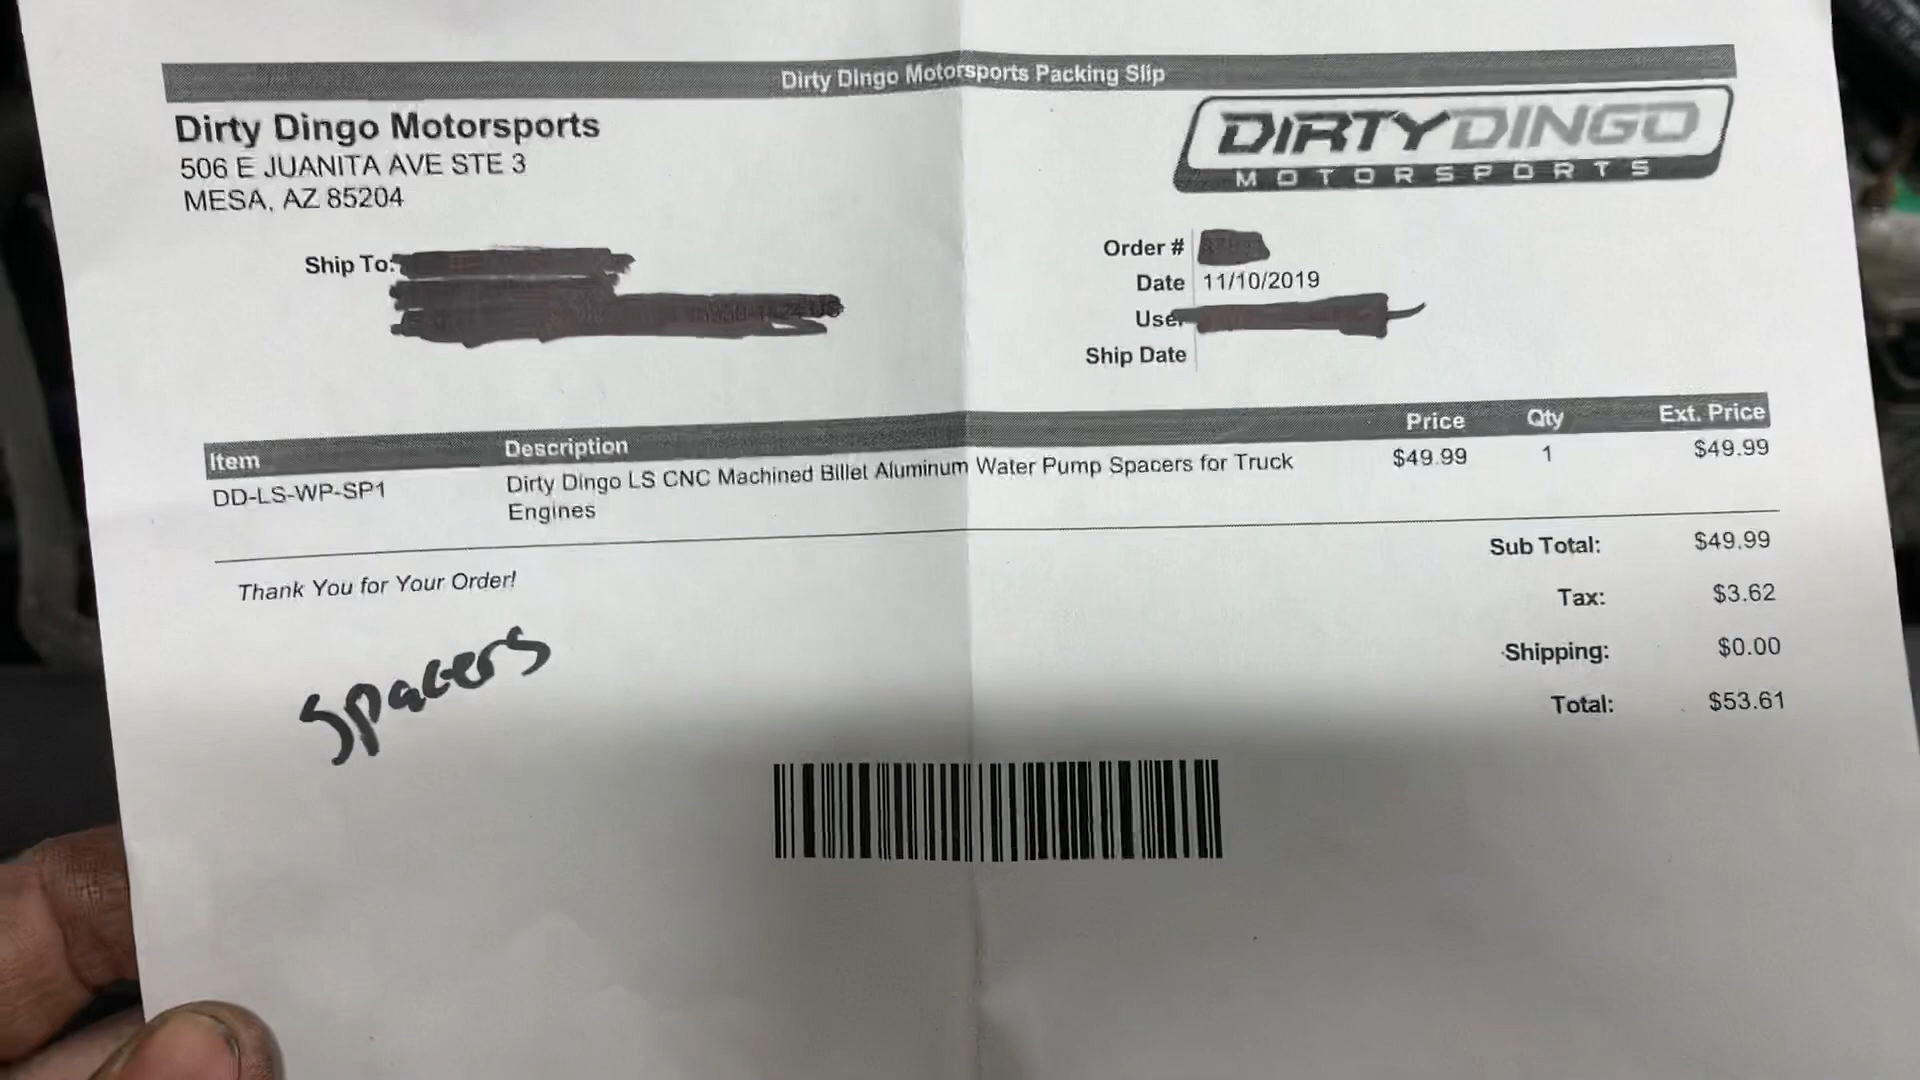 Dirty Dingo Motorsports Packing Slip
Dirty Dingo Motorsports
506 E JUANITA AVE STE 3
MESA, AZ 85204
DIRTYDINGO
MOTORSPORTS
Ship To:
Order #
Date 11/10/2019
User
Ship Date
Item Description Price Qty Ext. Price
DD-LS-WP-SP1 Dirty Dingo LS CNC Machined Billet Aluminum Water Pump Spacers for Truck $49.99 1 $49.99
Engines
Sub Total: $49.99
Thank You for Your Order!
Tax: $3.62
Shipping: $0.00
Total: $53.61
Spacers